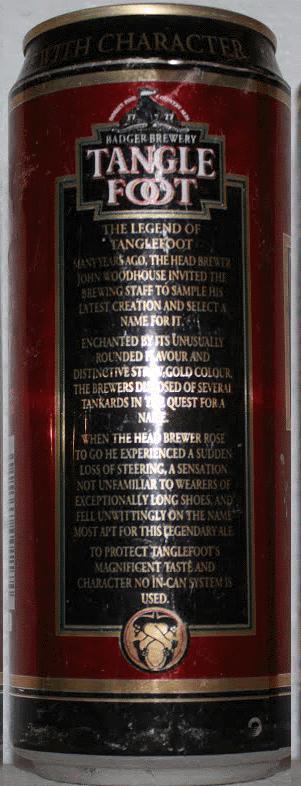 WITH CHARACTER
17 77
BADGER BREWERY
TANGLE
FOOT
THE LEGEND OF
TANGLEFOOT
MANY YEARS AGO, THE HEAD BREWER
JOHN WOODHOUSE INVITED THE
BREWING STAFF TO SAMPLE HIS
LATEST CREATION AND SELECT A
NAME FOR IT.
ENCHANTED BY ITS UNUSUALLY
ROUNDED FLAVOUR AND
DISTINCTIVE STRAW GOLD COLOUR,
THE BREWERS DISPOSED OF SEVERAL
TANKARDS IN THE QUEST FOR A
NAME.
WHEN THE HEAD BREWER ROSE
TO GO HE EXPERIENCED A SUDDEN
LOSS OF STEERING, A SENSATION
NOT UNFAMILIAR TO WEARERS OF
EXCEPTIONALLY LONG SHOES, AND
FELL UNWITTINGLY ON THE NAME
MOST APT FOR THIS LEGENDARY ALE.
TO PROTECT TANGLEFOOT'S
MAGNIFICENT TASTE AND
CHARACTER NO IN-CAN SYSTEM IS
USED.